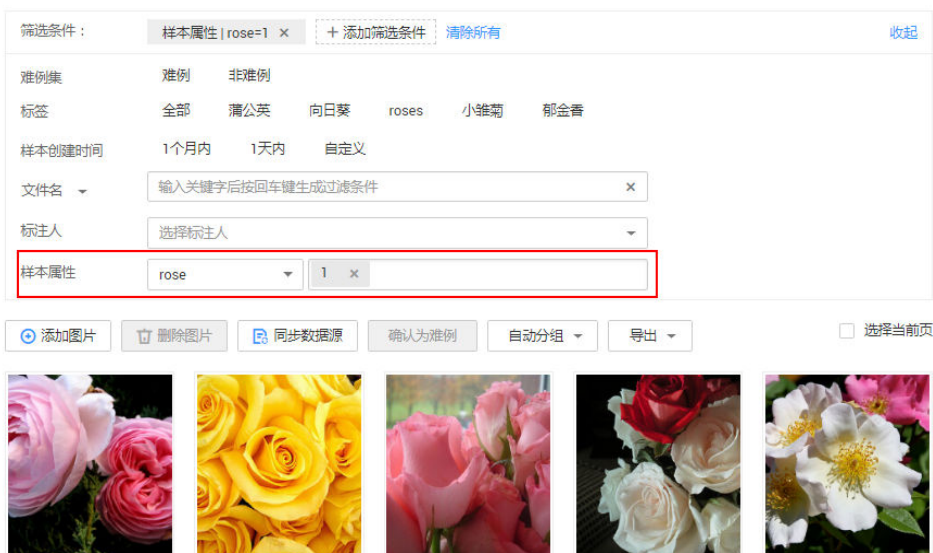 筛选条件： 样本属性 | rose=1 × + 添加筛选条件 清除所有 收起
难例集 难例 非难例
标签 全部 蒲公英 向日葵 roses 小雏菊 郁金香
样本创建时间 1个月内 1天内 自定义
文件名 输入关键字后按回车键生成过滤条件 ×
标注人 选择标注人
样本属性 rose 1 ×
添加图片 删除图片 同步数据源 确认为难例 自动分组 导出 选择当前页